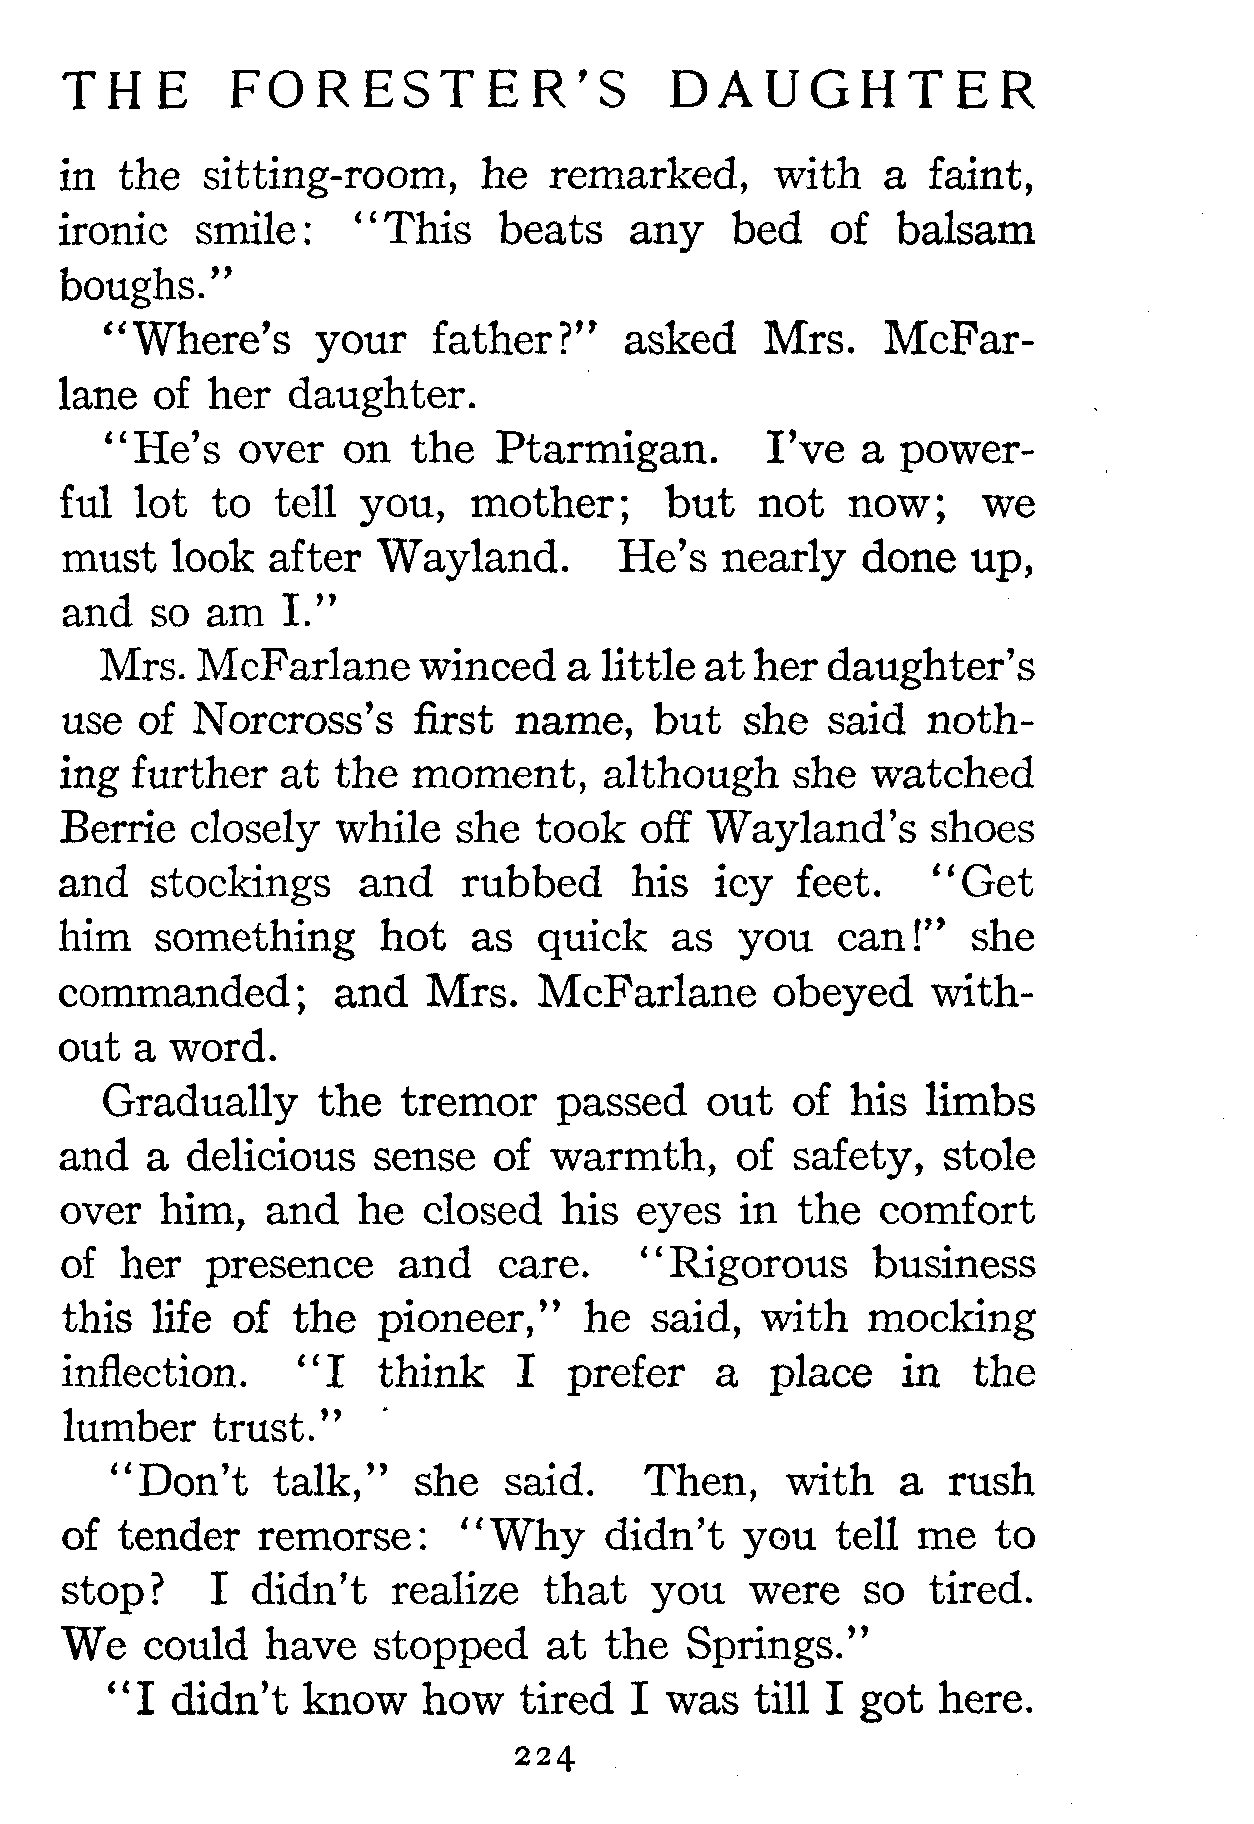 THE FORESTER'S DAUGHTER
in the sitting-room, he remarked, with a faint,
ironic smile: "This beats any bed of balsam
boughs."
"Where's your father?" asked Mrs. McFar-
lane of her daughter.
"He's over on the Ptarmigan. I've a power-
ful lot to tell you, mother; but not now; we
must look after Wayland. He's nearly done up,
and so am I."
Mrs. McFarlane winced a little at her daughter's
use of Norcross's first name, but she said noth-
ing further at the moment, although she watched
Berrie closely while she took off Wayland's shoes
and stockings and rubbed his icy feet. "Get
him something hot as quick as you can!" she
commanded; and Mrs. McFarlane obeyed with-
out a word.
Gradually the tremor passed out of his limbs
and a delicious sense of warmth, of safety, stole
over him, and he closed his eyes in the comfort
of her presence and care. "Rigorous business
this life of the pioneer," he said, with mocking
inflection. "I think I prefer a place in the
lumber trust."
"Don't talk," she said. Then, with a rush
of tender remorse: "Why didn't you tell me to
stop? I didn't realize that you were so tired.
We could have stopped at the Springs."
"I didn't know how tired I was till I got here.
224